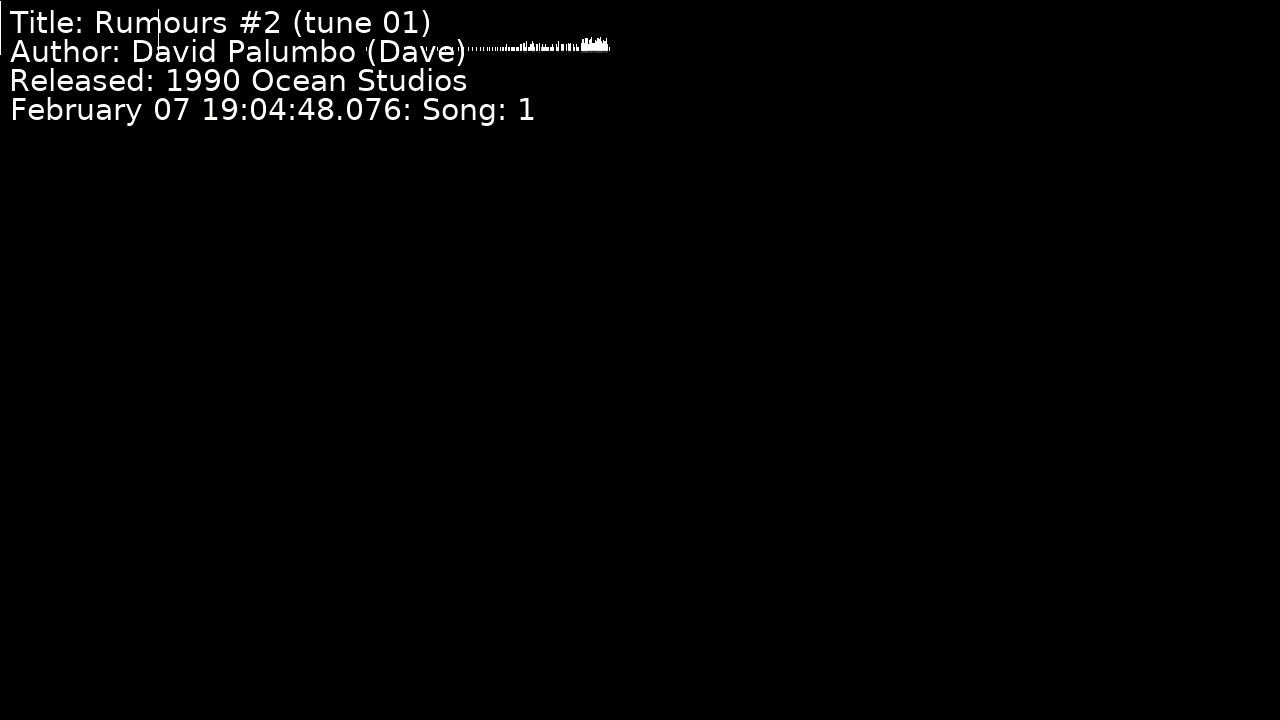 Title: Rumours #2 (tune 01)
Author: David Palumbo (Dave)
Released: 1990 Ocean Studios
February 07 19:04:48.076: Song: 1